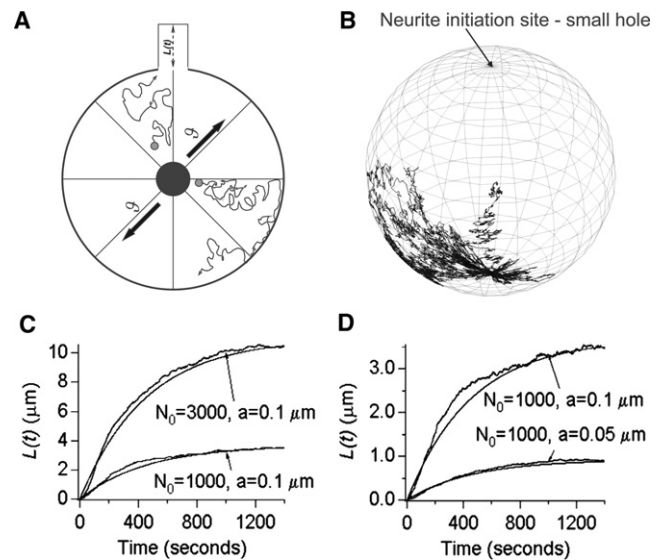 A
L(t)
ϑ
ϑ
B
Neurite initiation site - small hole
C
L(t) (μm)
10
8
6
4
2
0
N₀=3000, a=0.1 μm
N₀=1000, a=0.1 μm
0 400 800 1200
Time (seconds)
D
L(t) (μm)
3.0
2.0
1.0
0.0
N₀=1000, a=0.1 μm
N₀=1000, a=0.05 μm
0 400 800 1200
Time (seconds)